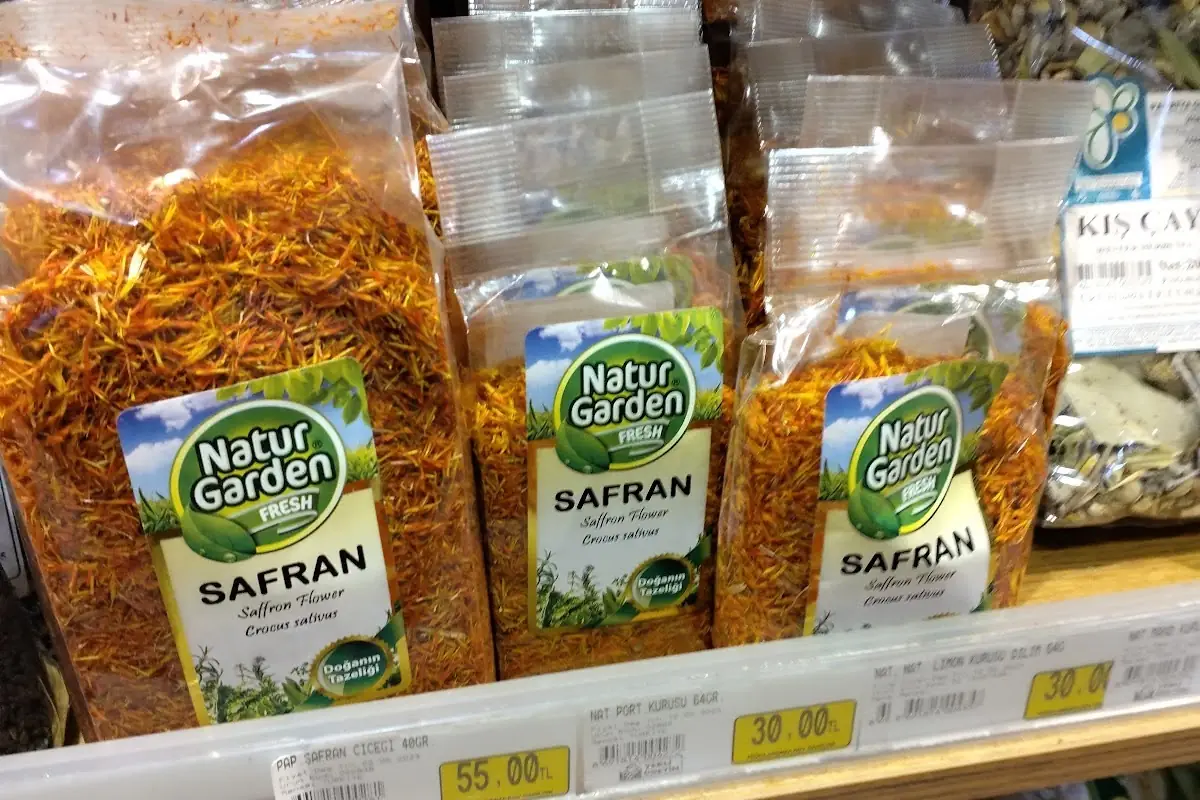 Natur
Garden
FRESH
SAFRAN
Saffron Flower
Crocus sativus
Doğanın
Tazeliği
Natur
Garden
FRESH
SAFRAN
Saffron Flower
Crocus sativus
Doğanın
Tazeliği
Natur
Garden
FRESH
SAFRAN
Saffron Flower
Crocus sativus
KIŞ ÇA
PAP SAFRAN CICEGI 40GR
55,00TL
NAT PORT KURUSU 64GR
30,00TL
NAT. NAT. LIMON KURUSU DILIM 64G
30.0